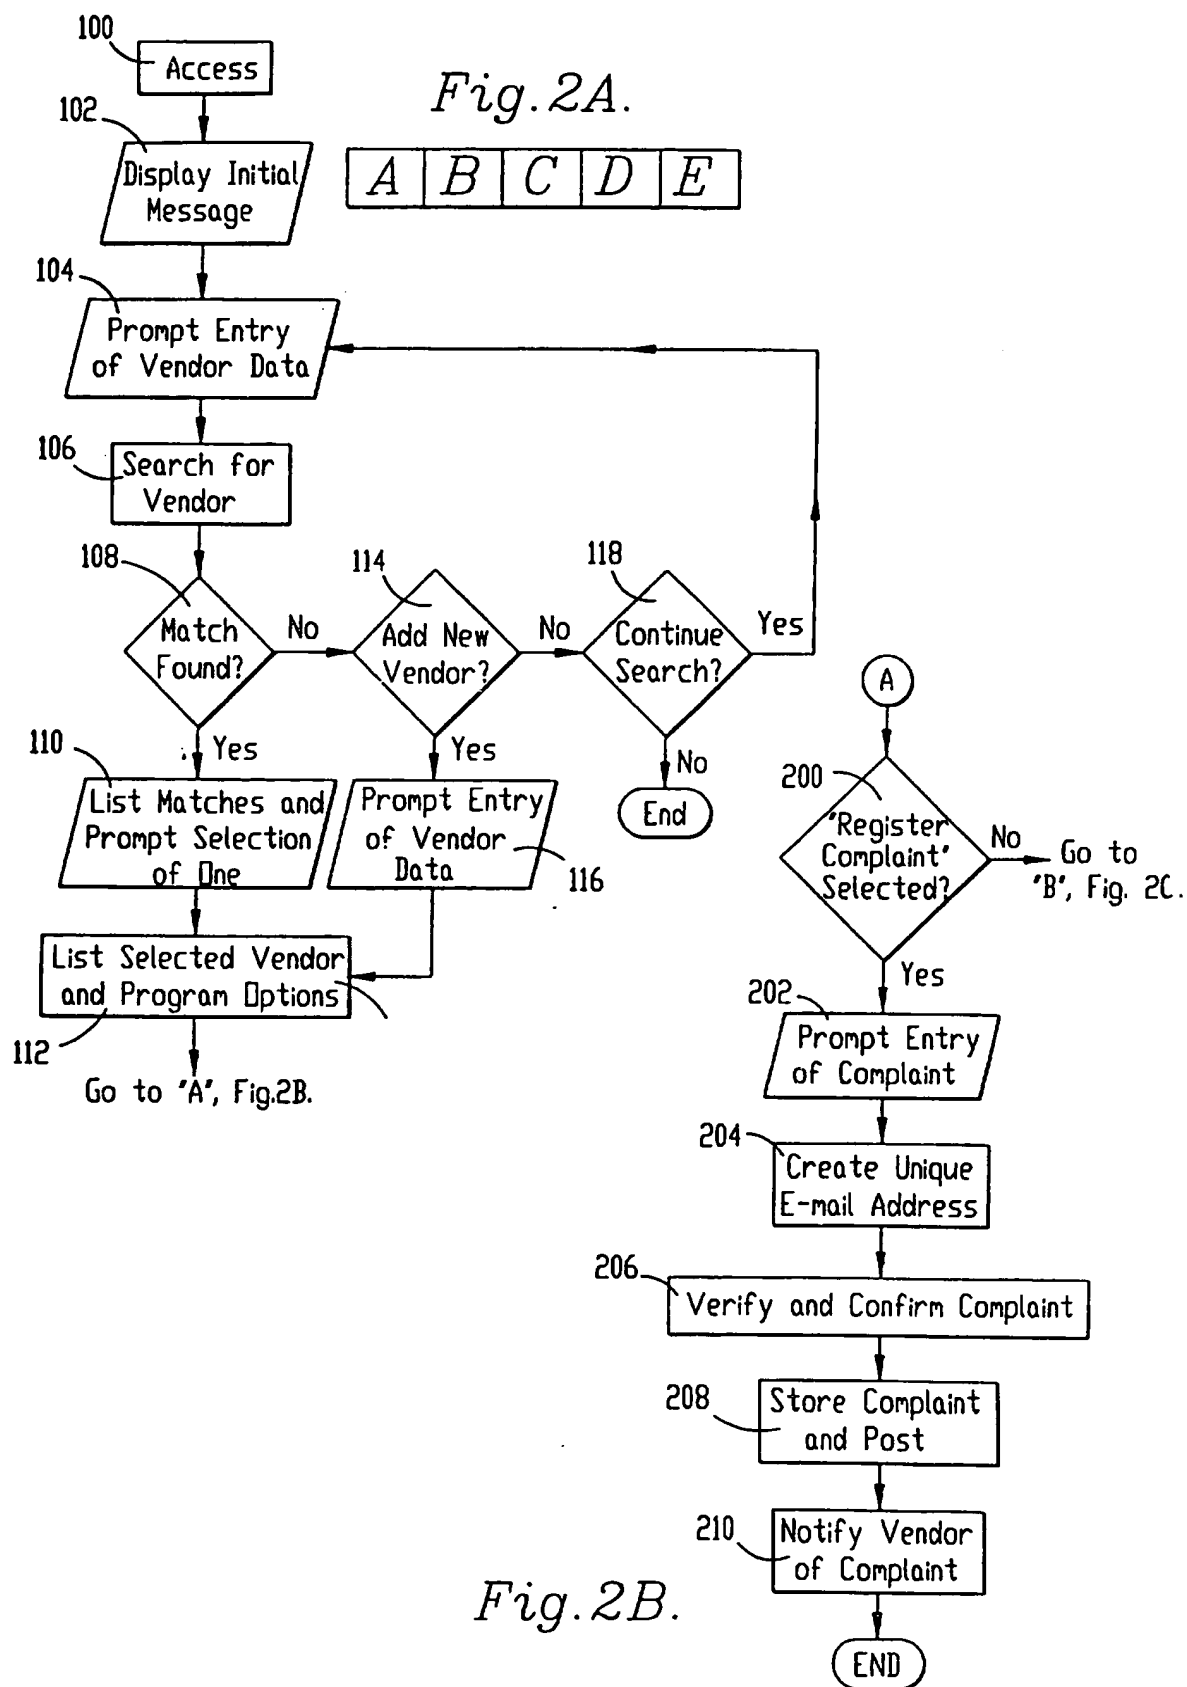 100
Access
Fig. 2A.
102
Display Initial
Message
A B C D E
104
Prompt Entry
of Vendor Data
106
Search for
Vendor
108
Match
Found?
No
114
Add New
Vendor?
No
118
Continue
Search?
Yes
Yes
110
List Matches and
Prompt Selection
of One
Yes
Prompt Entry
of Vendor
Data
116
No
End
List Selected Vendor
and Program Options
112
Go to "A", Fig.2B.
A
200
"Register
Complaint"
Selected?
No
Go to
"B", Fig. 2C.
Yes
202
Prompt Entry
of Complaint
204
Create Unique
E-mail Address
206
Verify and Confirm Complaint
208
Store Complaint
and Post
210
Notify Vendor
of Complaint
Fig. 2B.
END